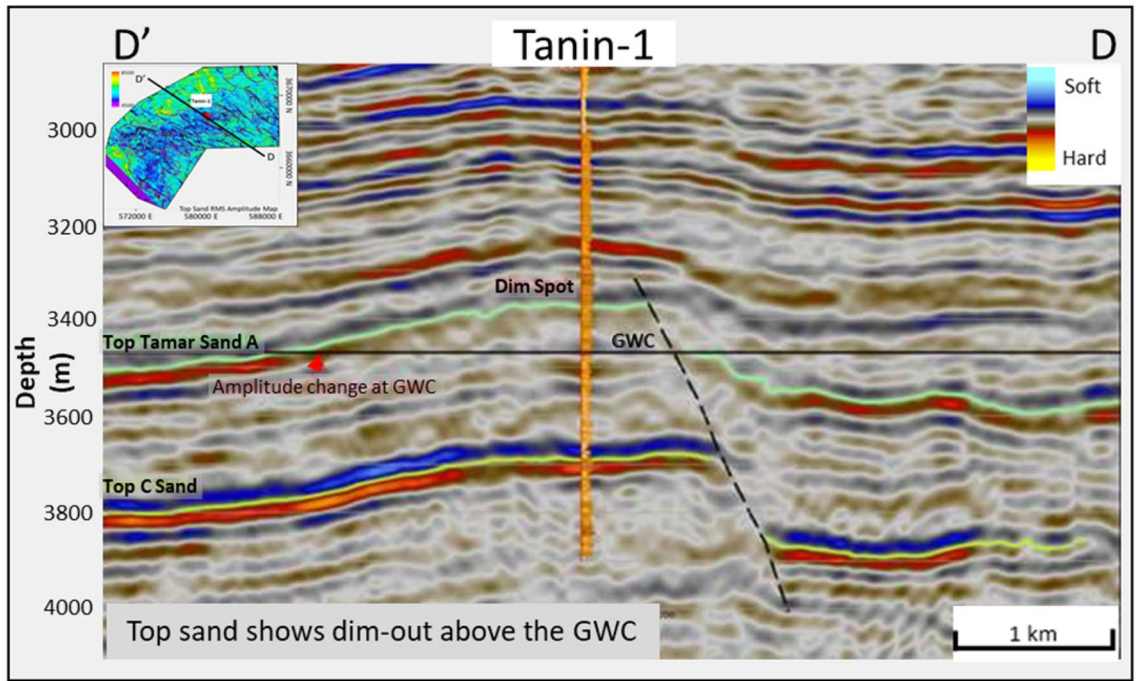 D’
Tanin-1
D
D’
Tanin-1
D
3670000 N
3660000 N
Top Sand RMS Amplitude Map
572000 E 580000 E 588000 E
Soft
Hard
Depth
(m)
3000
3200
3400
3600
3800
4000
Dim Spot
Top Tamar Sand A
GWC
Amplitude change at GWC
Top C Sand
Top sand shows dim-out above the GWC
1 km